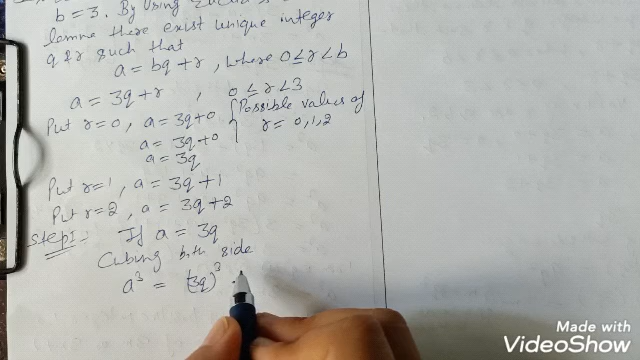 b=3. By Using Euclid's
lemma there exist unique integer
q & r such that
a = bq + r, where 0 ≤ r < b
a = 3q + r , 0 ≤ r < 3
Put r=0, a = 3q+0 {Possible values of
a = 3q+0 r = 0, 1, 2
a = 3q
Put r=1, a = 3q+1
Put r=2, a = 3q+2
step I:- If a = 3q
Cubing both side
a³ = (3q)³
Made with
VideoShow